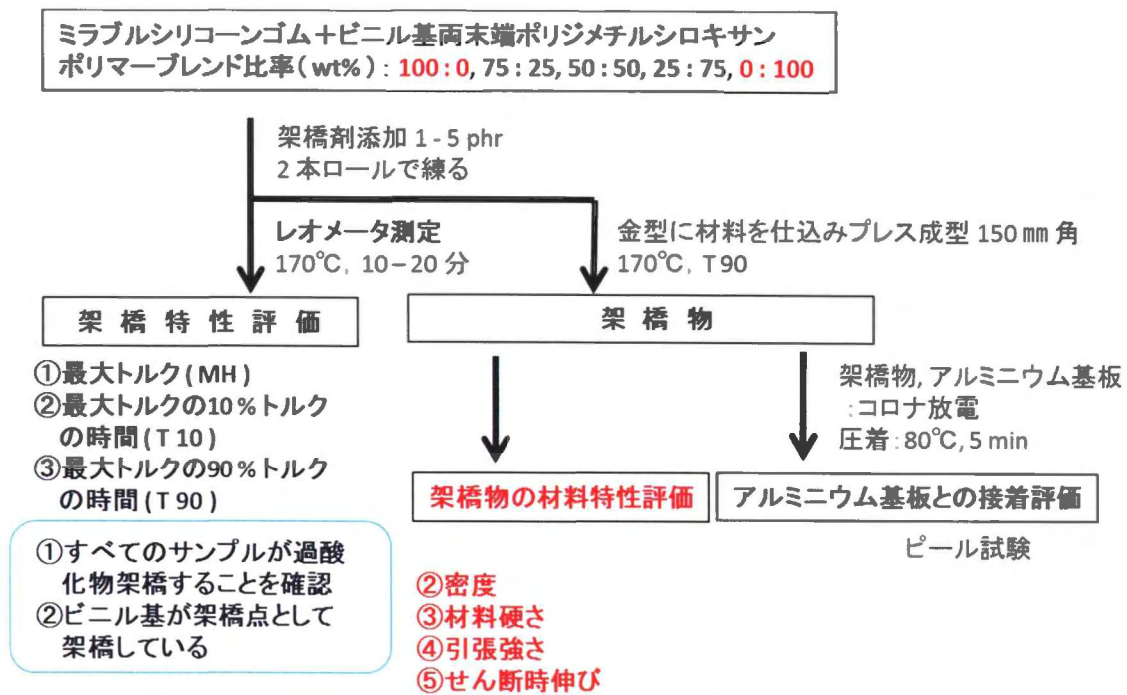 ミラブルシリコーンゴム＋ビニル基両末端ポリジメチルシロキサン
ポリマーブレンド比率（wt%）：100：0, 75：25, 50：50, 25：75, 0：100
架橋剤添加 1 - 5 phr
2 本ロールで練る
レオメータ測定
170℃, 10－20 分
金型に材料を仕込みプレス成型 150 ㎜ 角
170℃, T 90
架 橋 特 性 評 価
架 橋 物
①最大トルク（MH）
②最大トルクの10％トルク
の時間（T 10）
③最大トルクの90％トルク
の時間（T 90）
架橋物, アルミニウム基板
：コロナ放電
圧着：80℃, 5 min
架橋物の材料特性評価
アルミニウム基板との接着評価
ピール試験
①すべてのサンプルが過酸
化物架橋することを確認
②ビニル基が架橋点として
架橋している
②密度
③材料硬さ
④引張強さ
⑤せん断時伸び